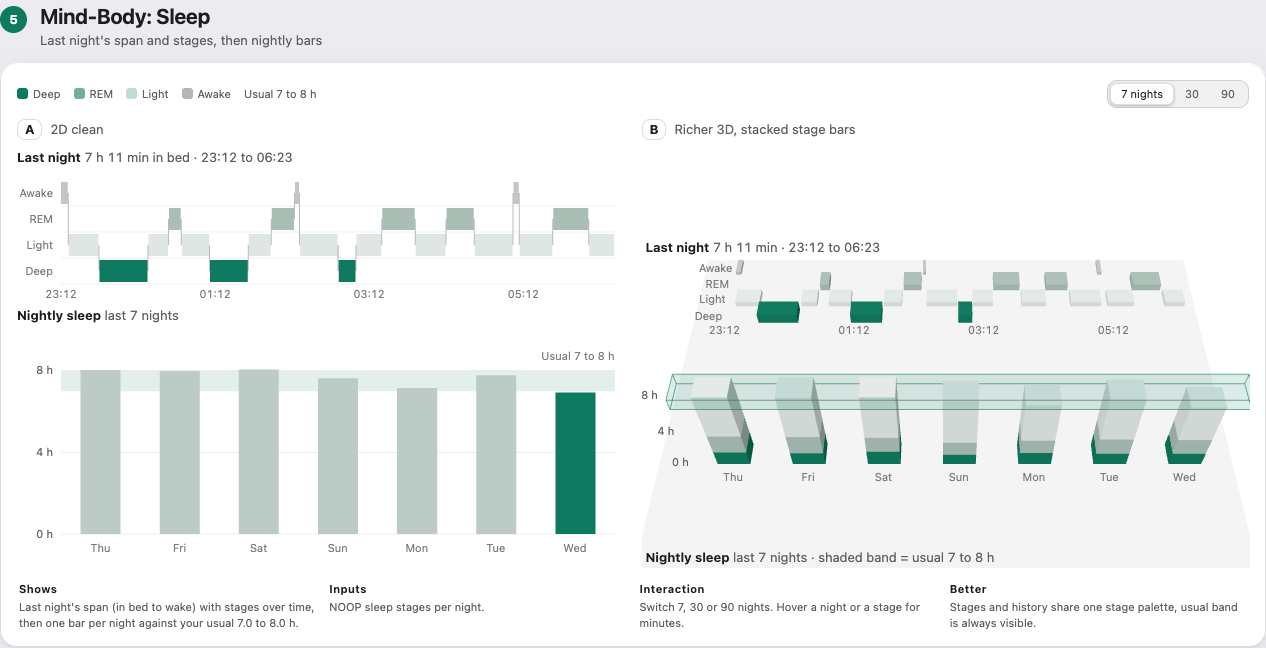 5
Mind-Body: Sleep
Last night's span and stages, then nightly bars
Deep REM Light Awake Usual 7 to 8 h
7 nights 30 90
A 2D clean
Last night 7 h 11 min in bed · 23:12 to 06:23
Awake
REM
Light
Deep
23:12 01:12 03:12 05:12
Nightly sleep last 7 nights
Usual 7 to 8 h
8 h
4 h
0 h
Thu Fri Sat Sun Mon Tue Wed
B Richer 3D, stacked stage bars
Last night 7 h 11 min · 23:12 to 06:23
Awake
REM
Light
Deep
23:12 01:12 03:12 05:12
8 h
4 h
0 h
Thu Fri Sat Sun Mon Tue Wed
Nightly sleep last 7 nights · shaded band = usual 7 to 8 h
Shows
Last night's span (in bed to wake) with stages over time,
then one bar per night against your usual 7.0 to 8.0 h.
Inputs
NOOP sleep stages per night.
Interaction
Switch 7, 30 or 90 nights. Hover a night or a stage for
minutes.
Better
Stages and history share one stage palette, usual band
is always visible.